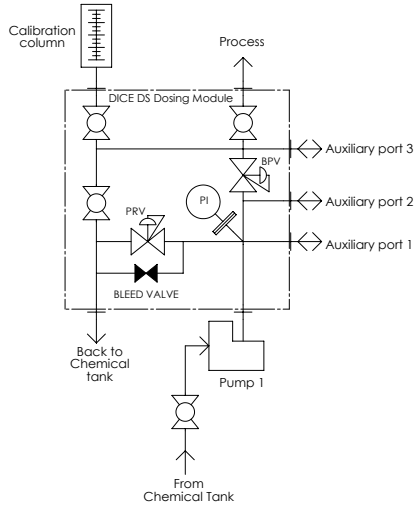 Calibration
column
Process
DICE DS Dosing Module
Auxiliary port 3
BPV
PI
Auxiliary port 2
PRV
Auxiliary port 1
BLEED VALVE
Back to
Chemical
tank
Pump 1
From
Chemical Tank